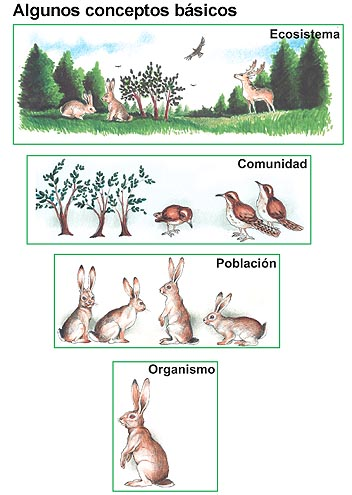 Algunos conceptos básicos
Ecosistema
Comunidad
Población
Organismo